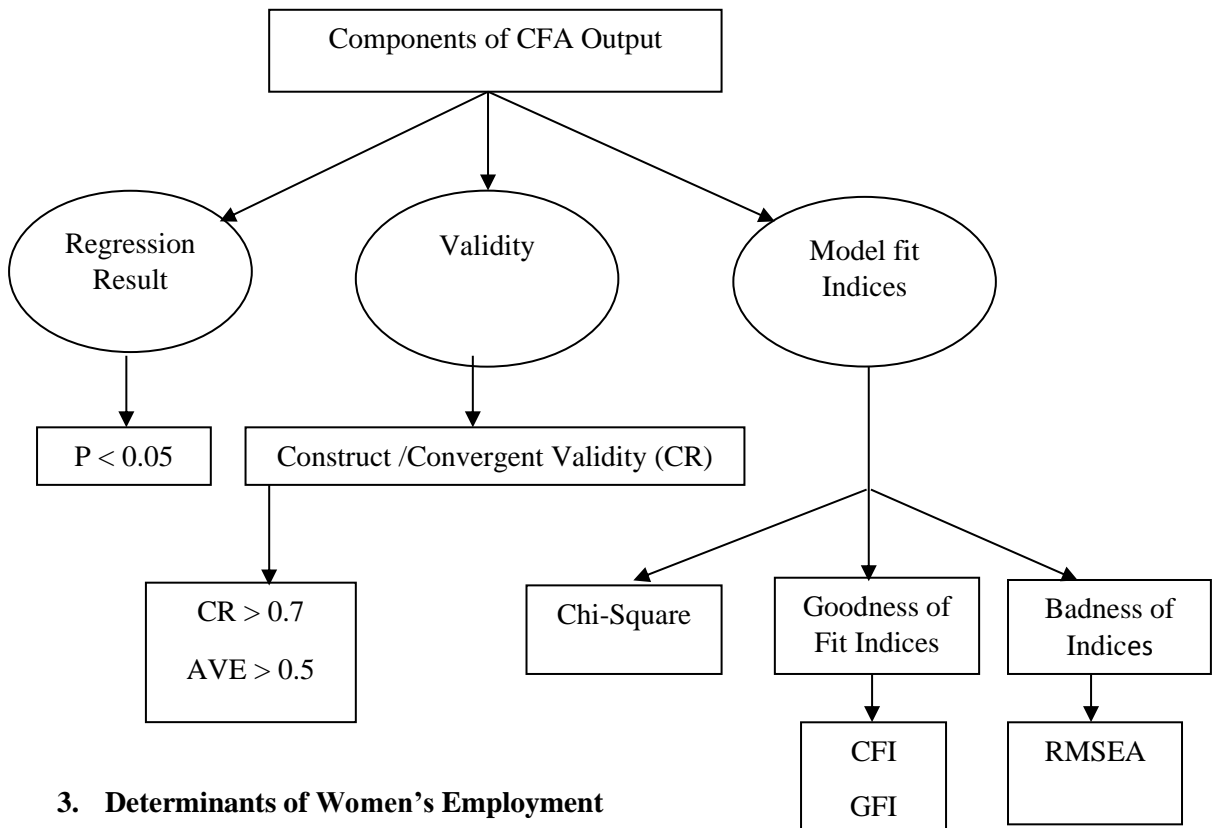 Components of CFA Output
Regression
Result
Validity
Model fit
Indices
P < 0.05
Construct /Convergent Validity (CR)
CR > 0.7
AVE > 0.5
Chi-Square
Goodness of
Fit Indices
Badness of
Indices
CFI
GFI
RMSEA
3. Determinants of Women's Employment